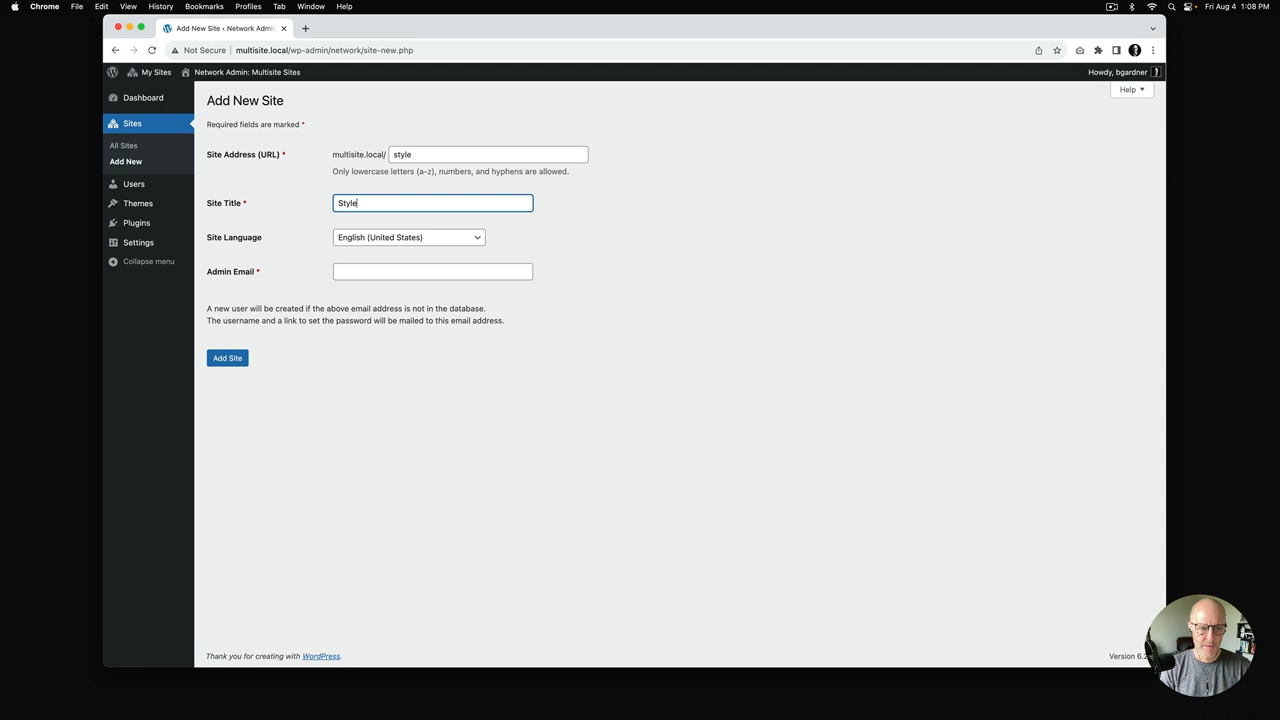 Chrome File Edit View History Bookmarks Profiles Tab Window Help Fri Aug 4 1:08 PM
Add New Site ‹ Network Admin
Not Secure multisite.local/wp-admin/network/site-new.php
My Sites Network Admin: Multisite Sites Howdy, bgardner
Help
Dashboard
Sites
All Sites
Add New
Users
Themes
Plugins
Settings
Collapse menu
Add New Site
Required fields are marked *
Site Address (URL) * multisite.local/ style
Only lowercase letters (a-z), numbers, and hyphens are allowed.
Site Title * Style
Site Language English (United States)
Admin Email *
A new user will be created if the above email address is not in the database.
The username and a link to set the password will be mailed to this email address.
Add Site
Thank you for creating with WordPress. Version